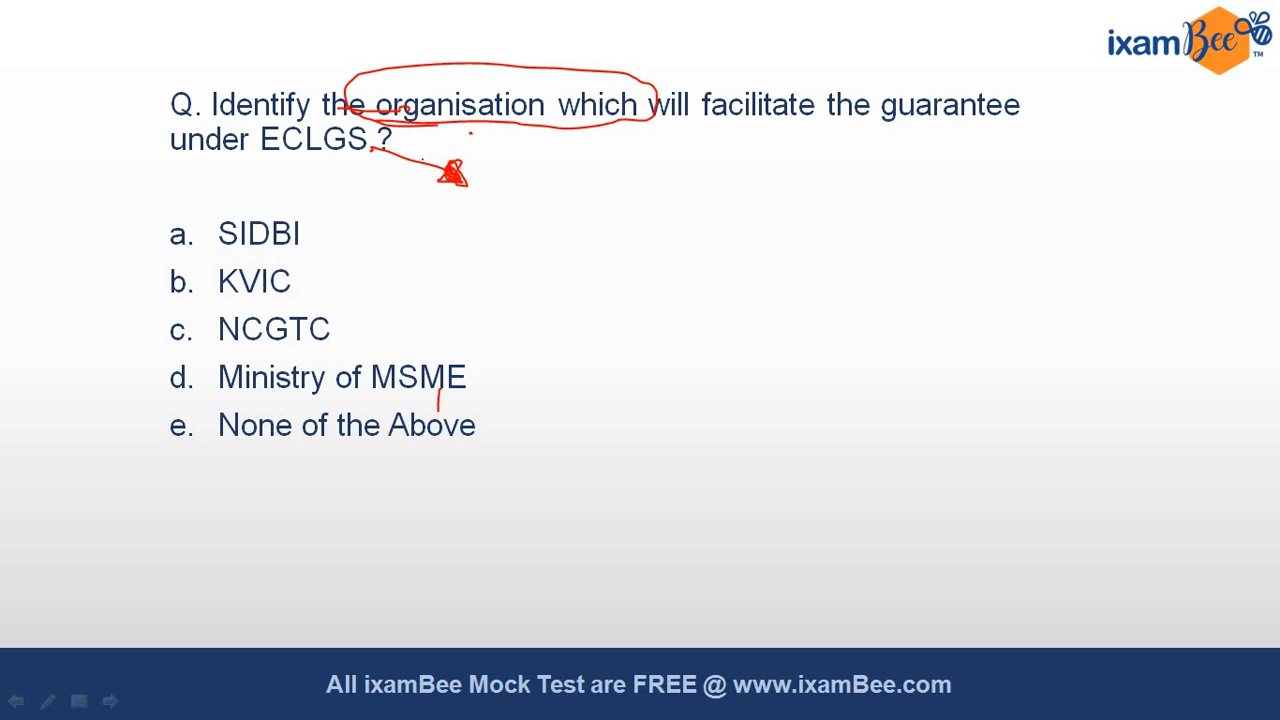 ixamBee
TM
Q. Identify the organisation which will facilitate the guarantee
under ECLGS.?
a. SIDBI
b. KVIC
c. NCGTC
d. Ministry of MSME
e. None of the Above
All ixamBee Mock Test are FREE @ www.ixamBee.com